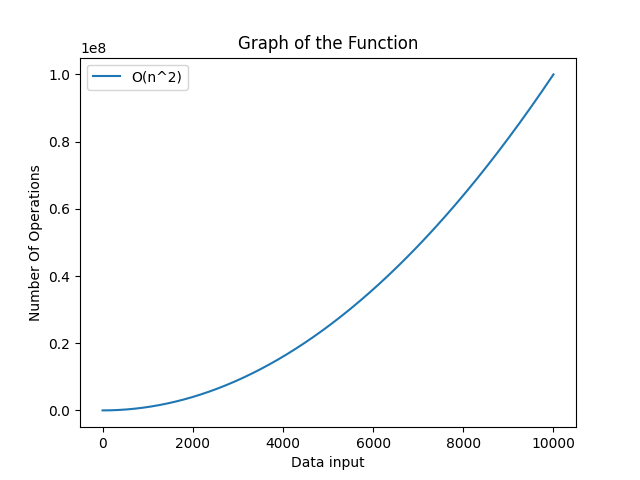 Graph of the Function
1e8
O(n^2)
1.0
0.8
0.6
0.4
0.2
0.0
Number Of Operations
0 2000 4000 6000 8000 10000
Data input